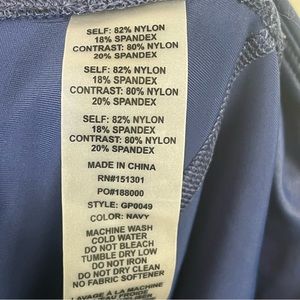 SELF: 82% NYLON
18% SPANDEX
CONTRAST: 80% NYLON
20% SPANDEX
SELF: 82% NYLON
18% SPANDEX
CONTRAST: 80% NYLON
20% SPANDEX
SELF: 82% NYLON
18% SPANDEX
CONTRAST: 80% NYLON
20% SPANDEX
MADE IN CHINA
RN#151301
PO#188000
STYLE: GP0049
COLOR: NAVY
MACHINE WASH
COLD WATER
DO NOT BLEACH
TUMBLE DRY LOW
DO NOT IRON
DO NOT DRY CLEAN
NO FABRIC SOFTENER
LAVAGE À LA MACHINE